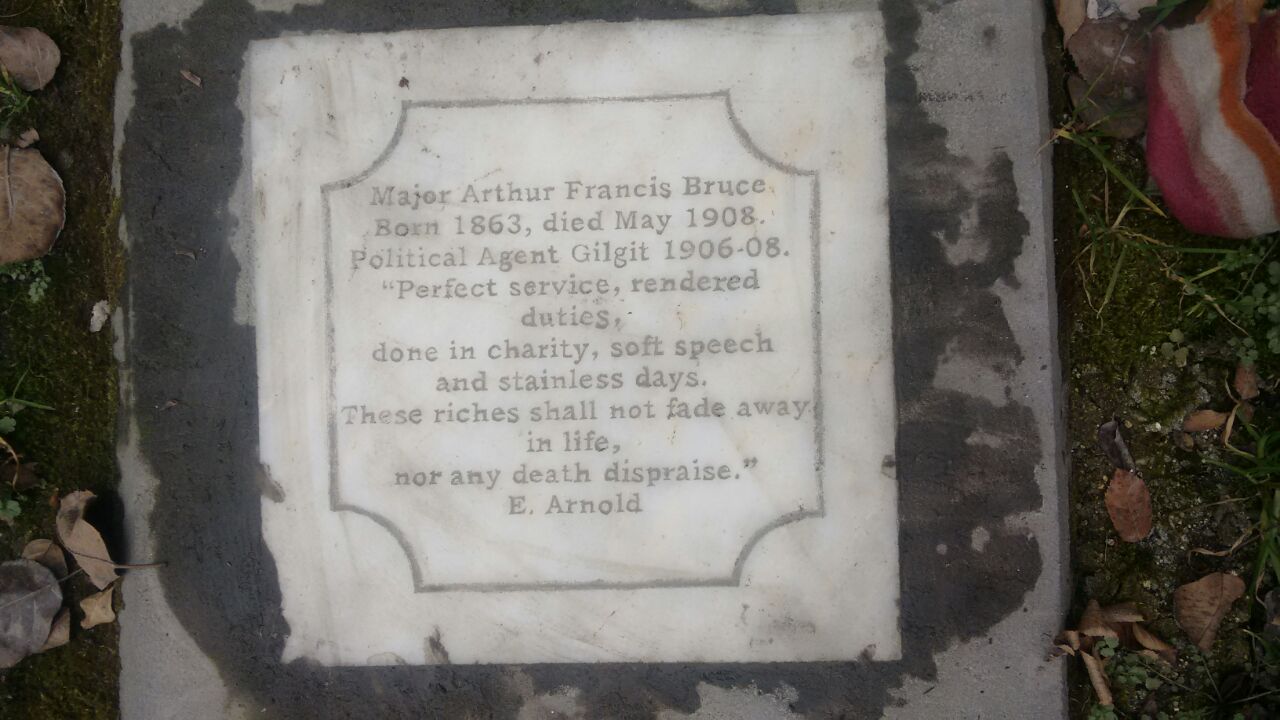 Major Arthur Francis Bruce
Born 1863, died May 1908.
Political Agent Gilgit 1906-08.
“Perfect service, rendered
duties,
done in charity, soft speech
and stainless days.
These riches shall not fade away
in life,
nor any death dispraise.”
E. Arnold